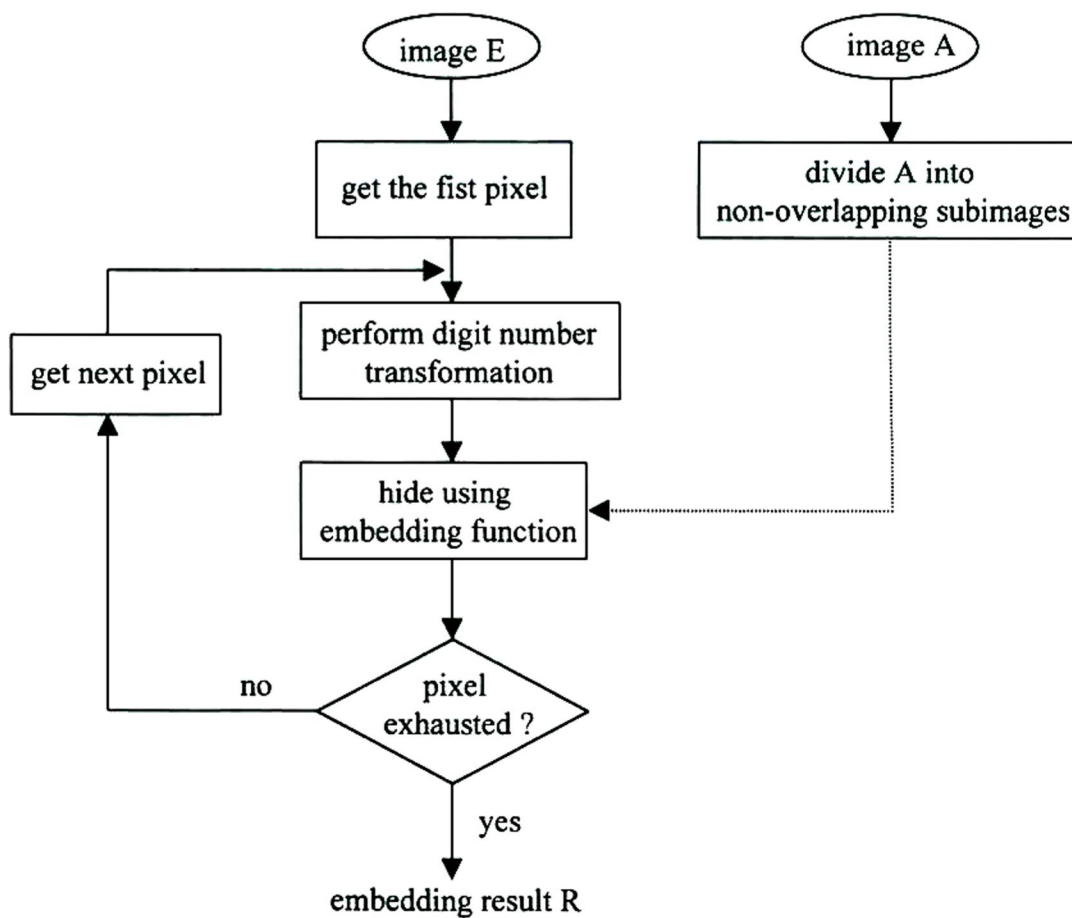 image E
image A
get the fist pixel
divide A into
non-overlapping subimages
perform digit number
transformation
get next pixel
hide using
embedding function
no
pixel
exhausted ?
yes
embedding result R